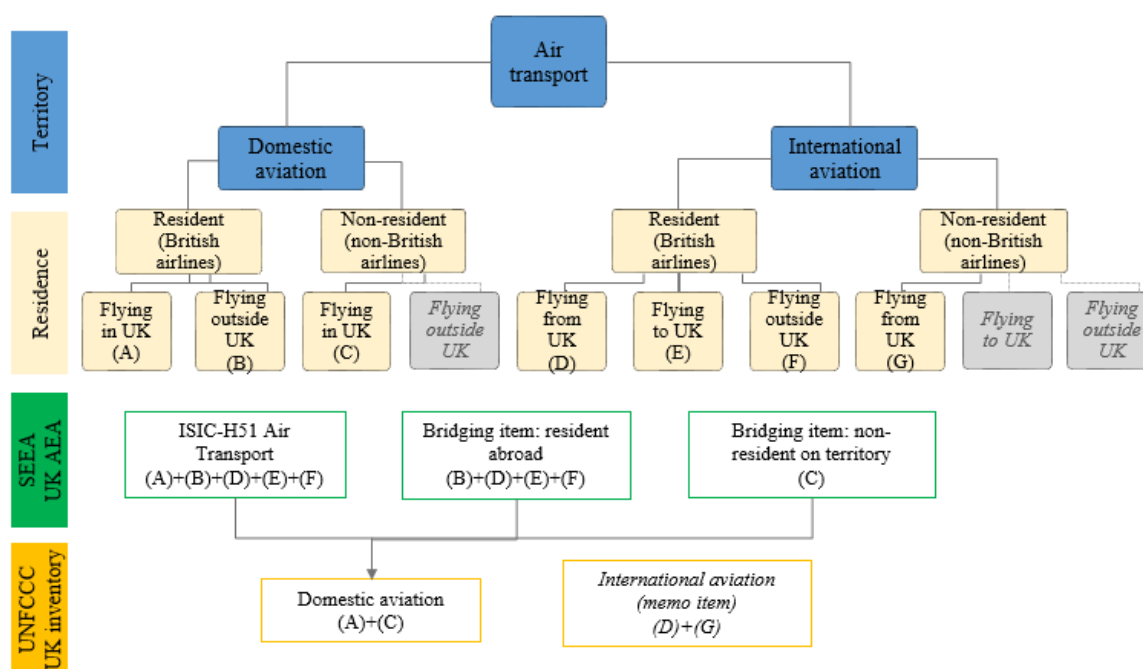 Air
transport
Territory
Domestic
aviation
International
aviation
Residence
Resident
(British
airlines)
Non-resident
(non-British
airlines)
Resident
(British
airlines)
Non-resident
(non-British
airlines)
Flying
in UK
(A)
Flying
outside
UK
(B)
Flying
in UK
(C)
Flying
outside
UK
Flying
from
UK
(D)
Flying
to UK
(E)
Flying
outside
UK
(F)
Flying
from
UK
(G)
Flying
to UK
Flying
outside
UK
SEEA
UK AEA
ISIC-H51 Air
Transport
(A)+(B)+(D)+(E)+(F)
Bridging item: resident
abroad
(B)+(D)+(E)+(F)
Bridging item: non-
resident on territory
(C)
UNFCCC
UK inventory
Domestic aviation
(A)+(C)
International aviation
(memo item)
(D)+(G)